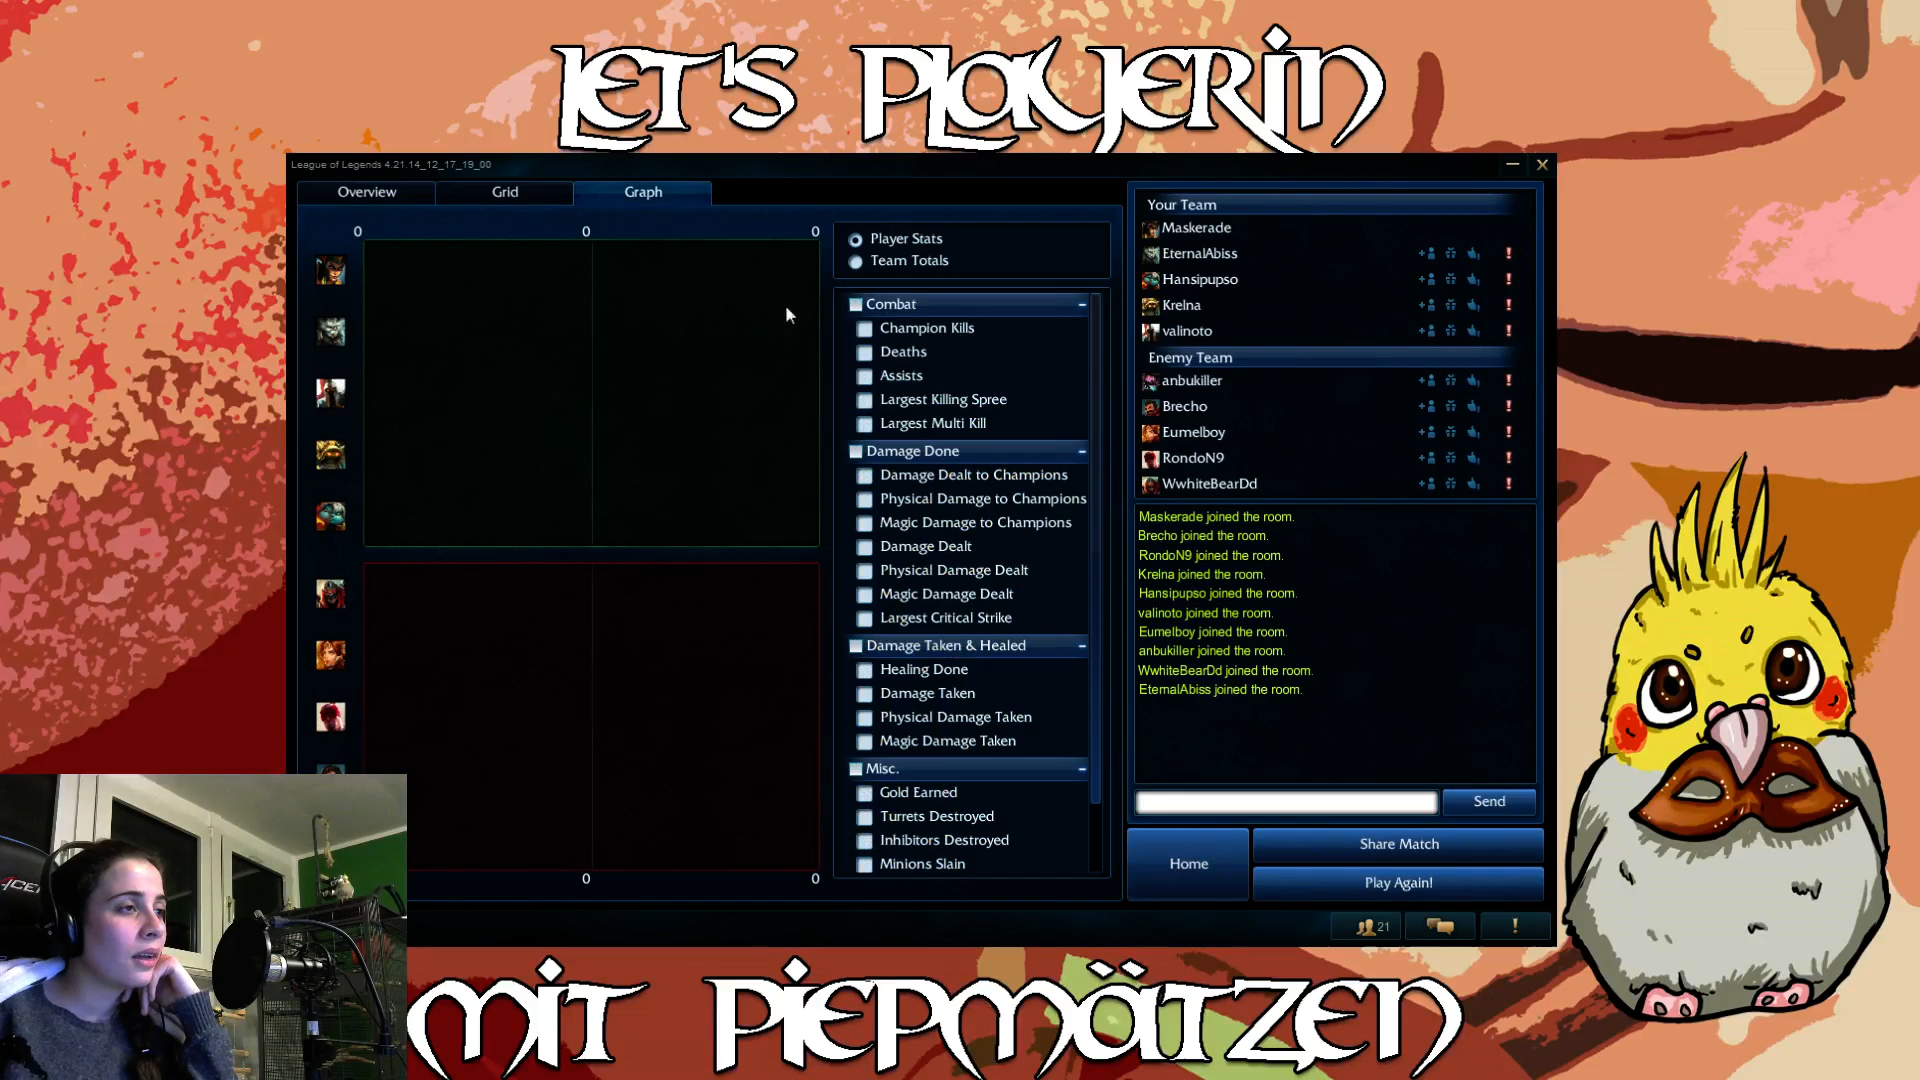 LET'S PLAYERIN
League of Legends 4.21.14_12_17_19_00
Overview
Grid
Graph
0
0
0
Player Stats
Team Totals
Combat
Champion Kills
Deaths
Assists
Largest Killing Spree
Largest Multi Kill
Damage Done
Damage Dealt to Champions
Physical Damage to Champions
Magic Damage to Champions
Damage Dealt
Physical Damage Dealt
Magic Damage Dealt
Largest Critical Strike
Damage Taken & Healed
Healing Done
Damage Taken
Physical Damage Taken
Magic Damage Taken
Misc.
Gold Earned
Turrets Destroyed
Inhibitors Destroyed
Minions Slain
0
0
Your Team
Maskerade
EternalAbiss
Hansipupso
Krelna
valinoto
Enemy Team
anbukiller
Brecho
Eumelboy
RondoN9
WwhiteBearDd
Maskerade joined the room.
Brecho joined the room.
RondoN9 joined the room.
Krelna joined the room.
Hansipupso joined the room.
valinoto joined the room.
Eumelboy joined the room.
anbukiller joined the room.
WwhiteBearDd joined the room.
EternalAbiss joined the room.
Send
Home
Share Match
Play Again!
21
MIT PIEPMÄTZEN